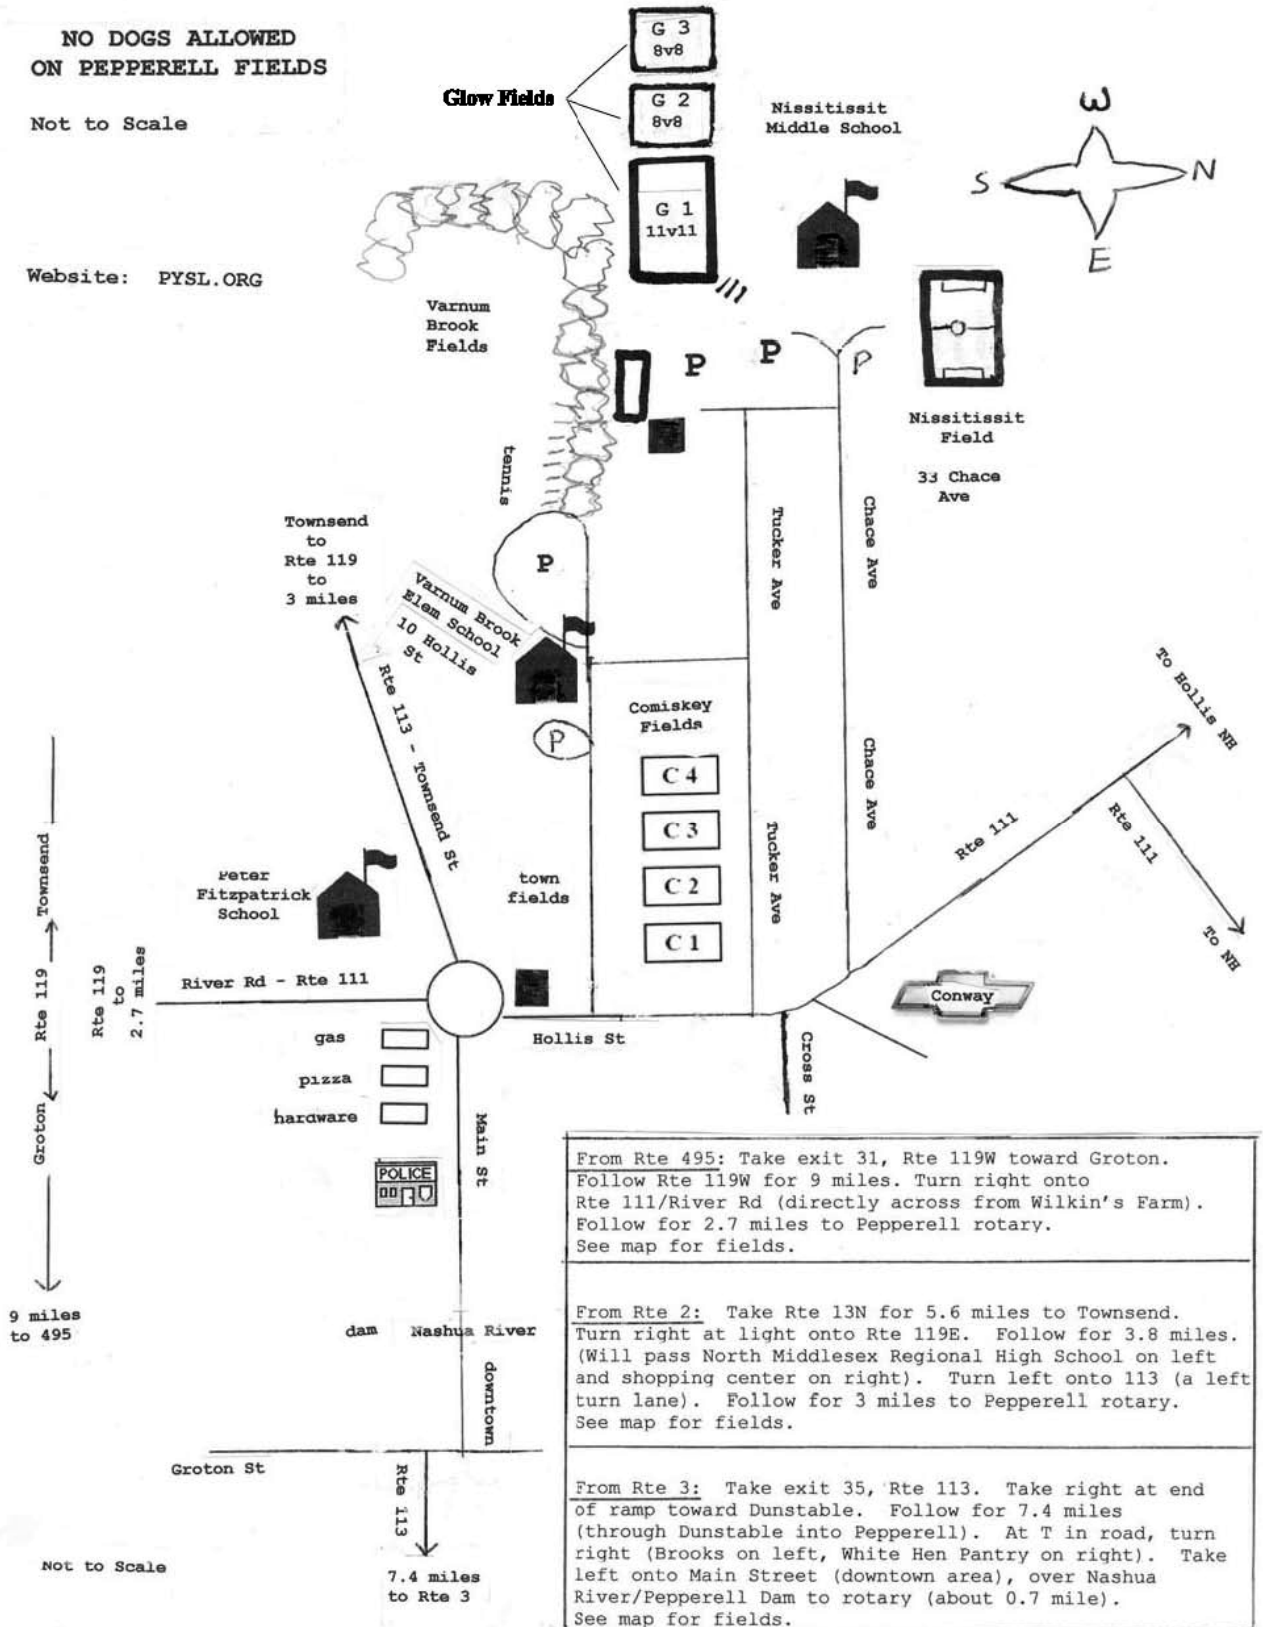 NO DOGS ALLOWED
ON PEPPERELL FIELDS
Not to Scale
Website: PYSL.ORG
Glow Fields
G 3
8v8
G 2
8v8
G 1
11v11
Nissitissit
Middle School
W
S
N
E
Varnum
Brook
Fields
P
P
P
Nissitissit
Field
33 Chace
Ave
tennis
Townsend
to
Rte 119
to
3 miles
P
Varnum Brook
Elem School
10 Hollis
St
Tucker Ave
Chace Ave
Rte 113 - Townsend St
P
Comiskey
Fields
C 4
C 3
C 2
C 1
Tucker Ave
Chace Ave
To Hollis NH
Rte 111
Rte 111
To NH
Peter
Fitzpatrick
School
town
fields
River Rd - Rte 111
Townsend
Rte 119
Groton
Rte 119
to
2.7 miles
9 miles
to 495
Conway
Hollis St
Cross St
gas
pizza
hardware
POLICE
Main St
dam
Nashua River
downtown
Groton St
Rte 113
7.4 miles
to Rte 3
Not to Scale
From Rte 495: Take exit 31, Rte 119W toward Groton.
Follow Rte 119W for 9 miles. Turn right onto
Rte 111/River Rd (directly across from Wilkin's Farm).
Follow for 2.7 miles to Pepperell rotary.
See map for fields.
From Rte 2: Take Rte 13N for 5.6 miles to Townsend.
Turn right at light onto Rte 119E. Follow for 3.8 miles.
(Will pass North Middlesex Regional High School on left
and shopping center on right). Turn left onto 113 (a left
turn lane). Follow for 3 miles to Pepperell rotary.
See map for fields.
From Rte 3: Take exit 35, Rte 113. Take right at end
of ramp toward Dunstable. Follow for 7.4 miles
(through Dunstable into Pepperell). At T in road, turn
right (Brooks on left, White Hen Pantry on right). Take
left onto Main Street (downtown area), over Nashua
River/Pepperell Dam to rotary (about 0.7 mile).
See map for fields.